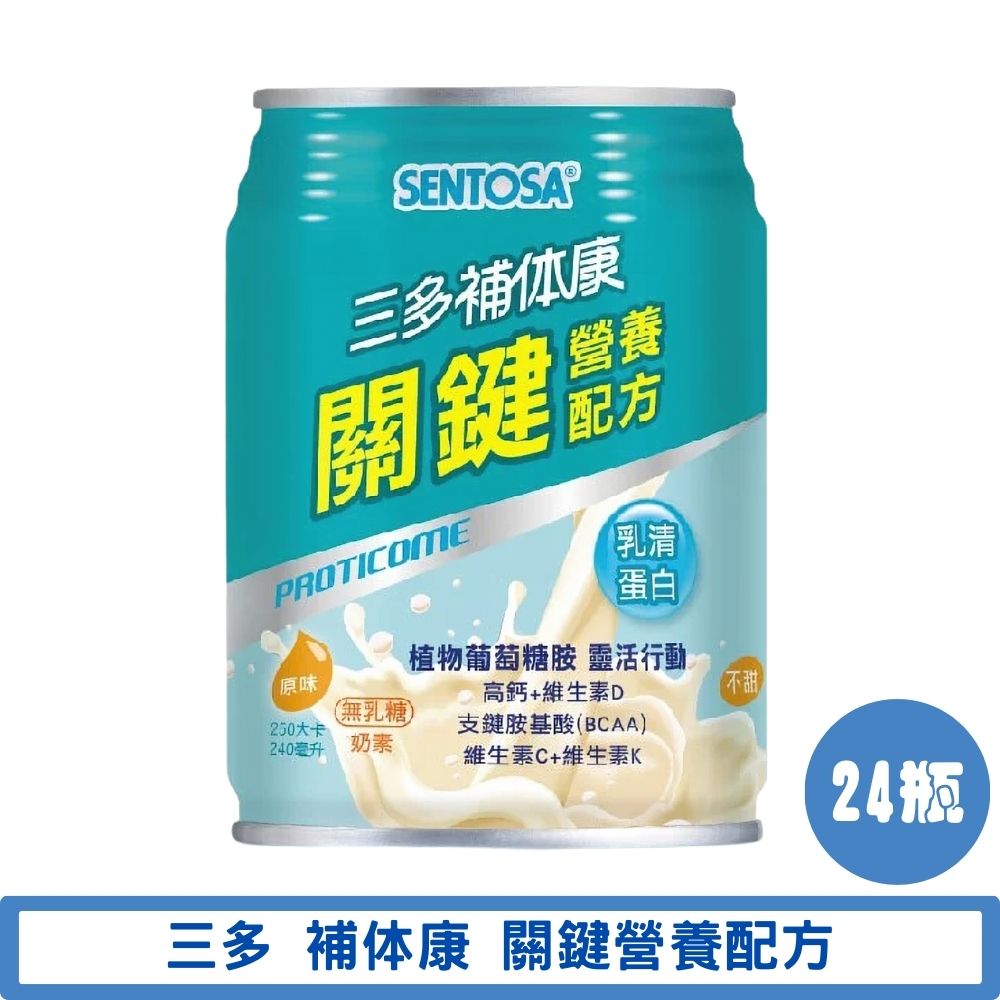 SENTOSA®
三多補体康
關鍵 營養配方
PROTICOME
乳清
蛋白
植物葡萄糖胺 靈活行動
高鈣+維生素D
支鏈胺基酸(BCAA)
維生素C+維生素K
原味
不甜
無乳糖
奶素
250大卡
240毫升
24瓶
三多 補体康 關鍵營養配方